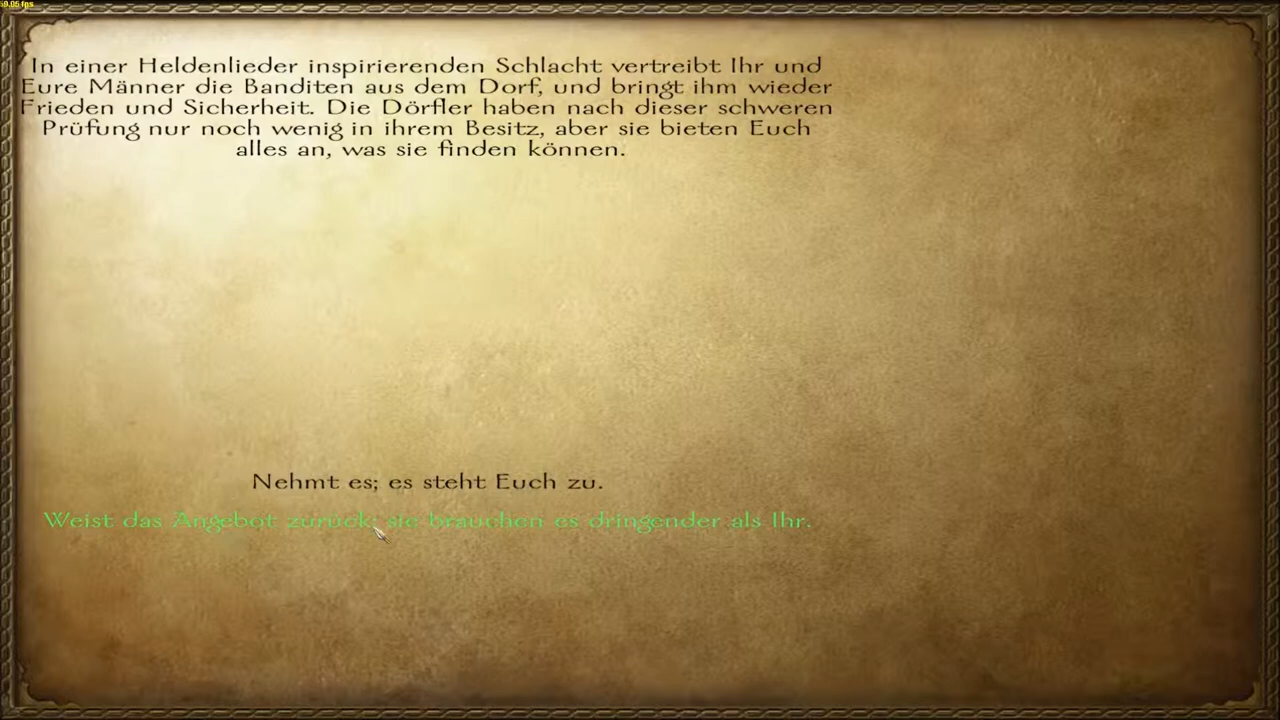 59.95 fps
In einer Heldenlieder inspirierenden Schlacht vertreibt Ihr und
Eure Männer die Banditen aus dem Dorf, und bringt ihm wieder
Frieden und Sicherheit. Die Dörfler haben nach dieser schweren
Prüfung nur noch wenig in ihrem Besitz, aber sie bieten Euch
alles an, was sie finden können.
Nehmt es; es steht Euch zu.
Weist das Angebot zurück; sie brauchen es dringender als Ihr.